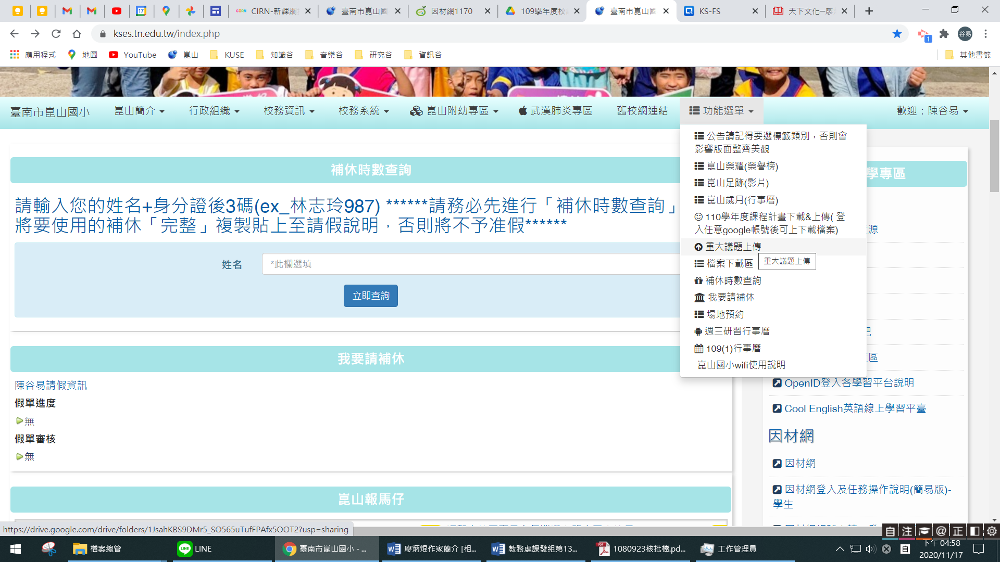 CIRN-新課綱
臺南市崑山國
因材網1170
109學年度校
臺南市崑山國
KS-FS
天下文化─廖
kses.tn.edu.tw/index.php
谷易
1
應用程式
地圖
YouTube
崑山
KUSE
知識谷
音樂谷
研究谷
資訊谷
其他書籤
臺南市崑山國小
崑山簡介
行政組織
校務資訊
校務系統
崑山附幼專區
武漢肺炎專區
舊校網連結
功能選單
歡迎：陳谷易
公告請記得要選標籤類別，否則會
影響版面整齊美觀
崑山榮耀(榮譽榜)
崑山足跡(影片)
崑山歲月(行事曆)
110學年度課程計畫下載&上傳( 登
入任意google帳號後可上下載檔案)
重大議題上傳
檔案下載區
重大議題上傳
補休時數查詢
我要請補休
場地預約
週三研習行事曆
109(1)行事曆
崑山國小wifi使用說明
補休時數查詢
請輸入您的姓名+身分證後3碼(ex_林志玲987) ******請務必先進行「補休時數查詢」
將要使用的補休「完整」複製貼上至請假說明，否則將不予准假******
姓名
*此欄選填
立即查詢
我要請補休
陳谷易請假資訊
假單進度
無
假單審核
無
崑山報馬仔
學專區
源
區
OpenID登入各學習平台說明
Cool English英語線上學習平臺
因材網
因材網
因材網登入及任務操作說明(簡易版)-
學生
https://drive.google.com/drive/folders/1JsahKBS9DMr5_SO565uTufFPAfx5OOT2?usp=sharing
自 注 @ 正
檔案總管
LINE
臺南市崑山國小 - ...
廖炳焜作家簡介 [相...
教務處課發組第13...
1080923核批檔.pd...
工作管理員
自
下午 04:58
2020/11/17